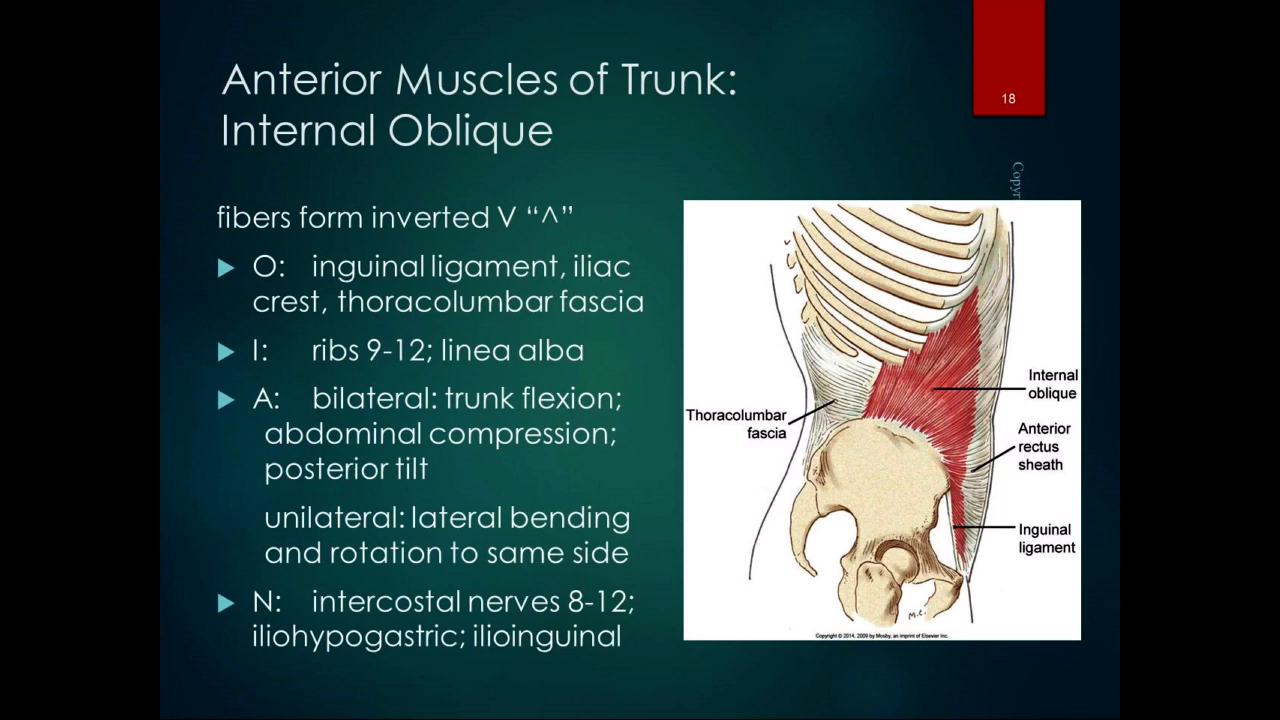 Anterior Muscles of Trunk:
Internal Oblique
18
Copyr
fibers form inverted V “^”
O: inguinal ligament, iliac
crest, thoracolumbar fascia
I: ribs 9-12; linea alba
A: bilateral: trunk flexion;
abdominal compression;
posterior tilt
unilateral: lateral bending
and rotation to same side
N: intercostal nerves 8-12;
iliohypogastric; ilioinguinal
Internal
oblique
Thoracolumbar
fascia
Anterior
rectus
sheath
Inguinal
ligament
M.C.
Copyright © 2014, 2009 by Mosby, an imprint of Elsevier Inc.